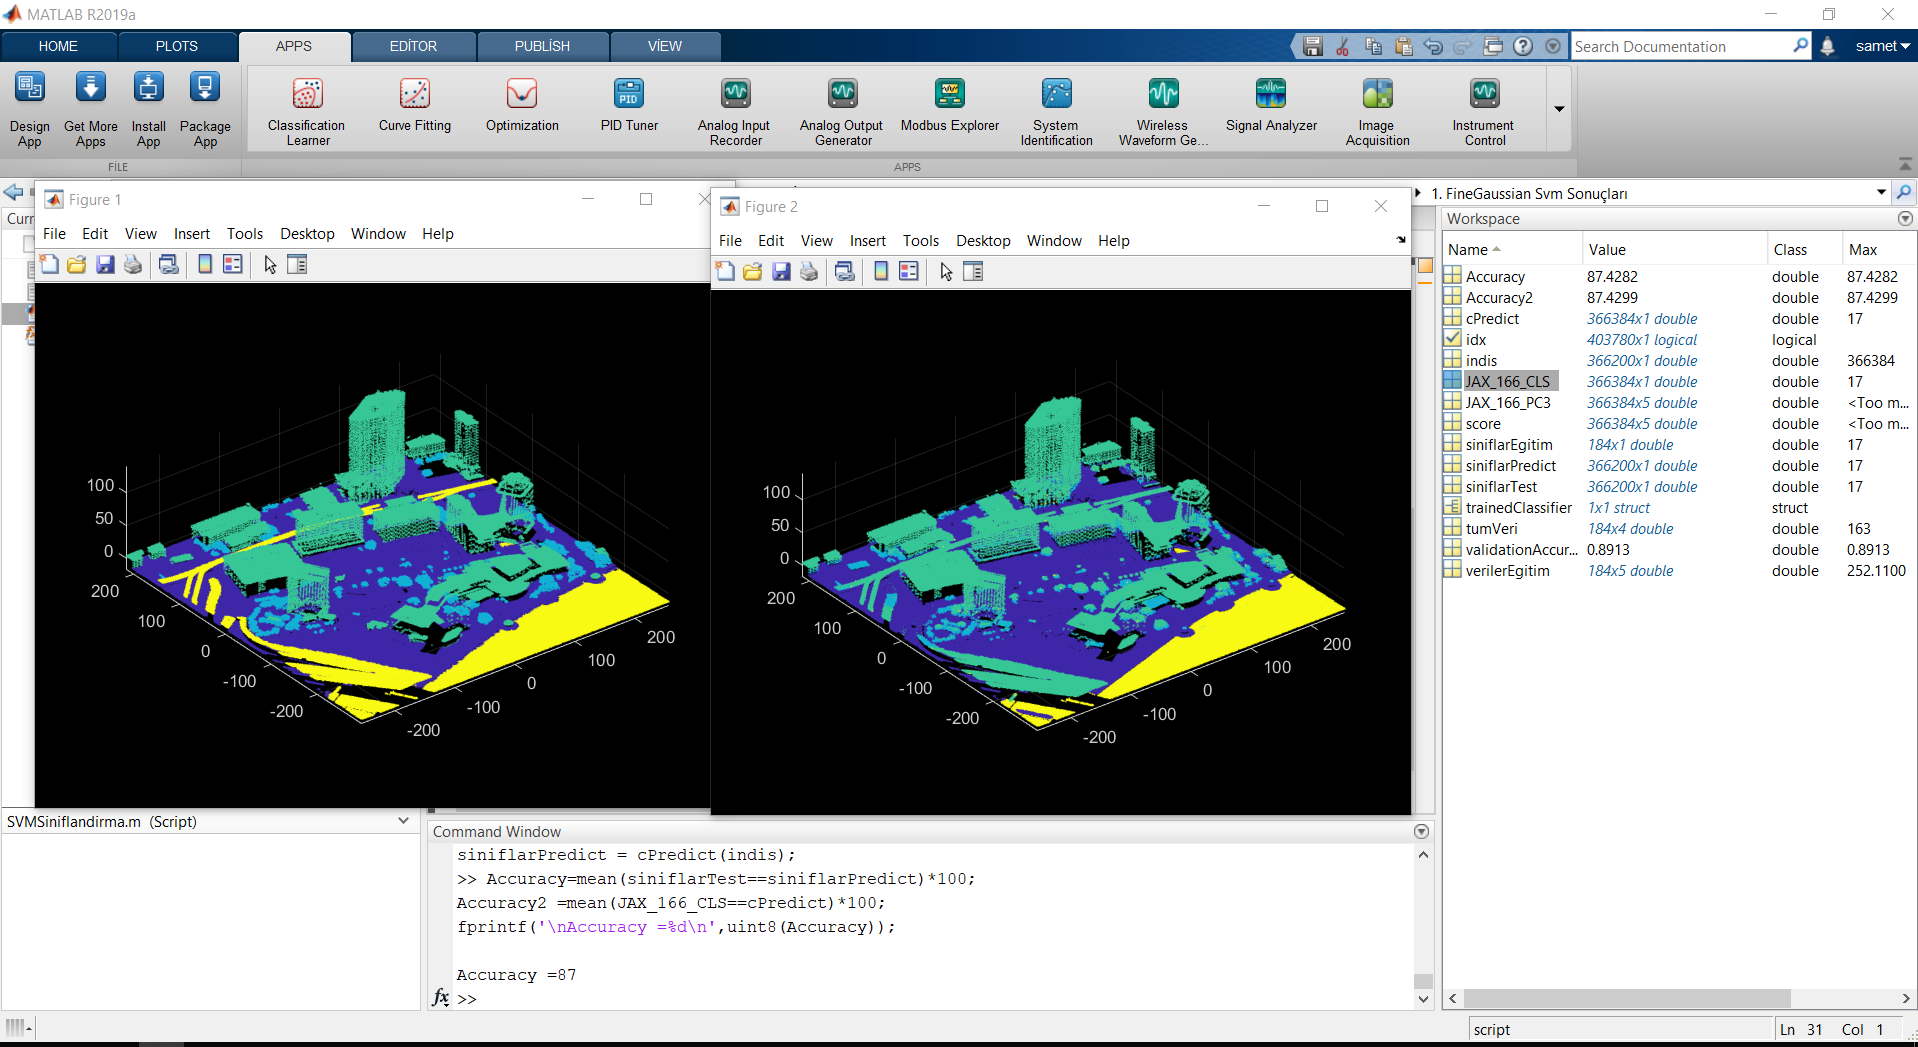 MATLAB R2019a
HOME PLOTS APPS EDİTOR PUBLİSH VİEW
Search Documentation
samet
Design App
Get More Apps
Install App
Package App
Classification Learner
Curve Fitting
Optimization
PID Tuner
Analog Input Recorder
Analog Output Generator
Modbus Explorer
System Identification
Wireless Waveform Ge...
Signal Analyzer
Image Acquisition
Instrument Control
FİLE
APPS
Curr
Figure 1
File Edit View Insert Tools Desktop Window Help
100
50
0
200
100
0
-100
-200
-200
-100
0
100
200
Figure 2
File Edit View Insert Tools Desktop Window Help
100
50
0
200
100
0
-100
-200
-200
-100
0
100
200
1. FineGaussian Svm Sonuçları
Workspace
Name Value Class Max
Accuracy 87.4282 double 87.4282
Accuracy2 87.4299 double 87.4299
cPredict 366384x1 double double 17
idx 403780x1 logical logical
indis 366200x1 double double 366384
JAX_166_CLS 366384x1 double double 17
JAX_166_PC3 366384x5 double double <Too m...
score 366384x5 double double <Too m...
siniflarEgitim 184x1 double double 17
siniflarPredict 366200x1 double double 17
siniflarTest 366200x1 double double 17
trainedClassifier 1x1 struct struct
tumVeri 184x4 double double 163
validationAccur... 0.8913 double 0.8913
verilerEgitim 184x5 double double 252.1100
SVMSiniflandirma.m (Script)
Command Window
siniflarPredict = cPredict(indis);
>> Accuracy=mean(siniflarTest==siniflarPredict)*100;
Accuracy2 =mean(JAX_166_CLS==cPredict)*100;
fprintf('\nAccuracy =%d\n',uint8(Accuracy));
Accuracy =87
fx >>
script
Ln 31 Col 1